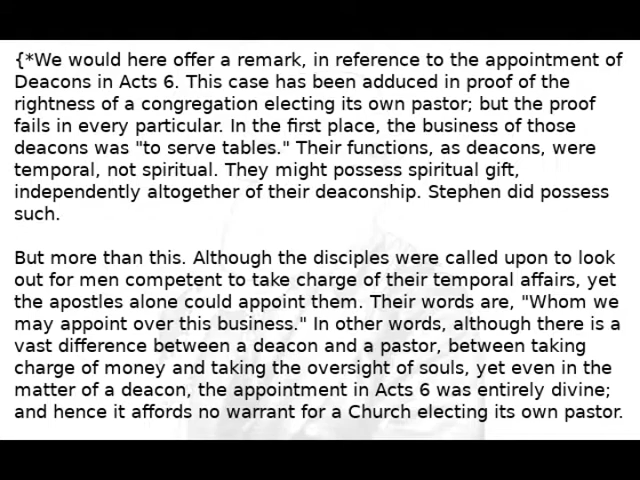 {*We would here offer a remark, in reference to the appointment of
Deacons in Acts 6. This case has been adduced in proof of the
rightness of a congregation electing its own pastor; but the proof
fails in every particular. In the first place, the business of those
deacons was "to serve tables." Their functions, as deacons, were
temporal, not spiritual. They might possess spiritual gift,
independently altogether of their deaconship. Stephen did possess
such.

But more than this. Although the disciples were called upon to look
out for men competent to take charge of their temporal affairs, yet
the apostles alone could appoint them. Their words are, "Whom we
may appoint over this business." In other words, although there is a
vast difference between a deacon and a pastor, between taking
charge of money and taking the oversight of souls, yet even in the
matter of a deacon, the appointment in Acts 6 was entirely divine;
and hence it affords no warrant for a Church electing its own pastor.